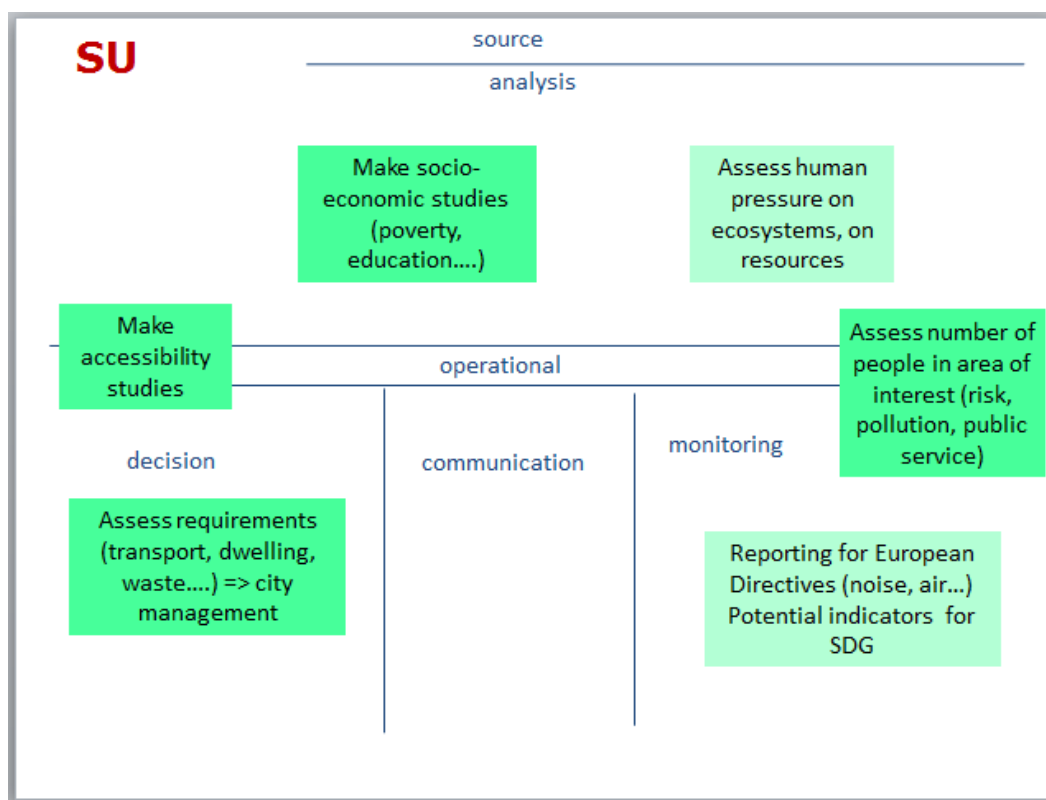 SU
source
analysis
Make socio-
economic studies
(poverty,
education....)
Assess human
pressure on
ecosystems, on
resources
Make
accessibility
studies
operational
Assess number of
people in area of
interest (risk,
pollution, public
service)
decision
communication
monitoring
Assess requirements
(transport, dwelling,
waste....) => city
management
Reporting for European
Directives (noise, air...)
Potential indicators for
SDG